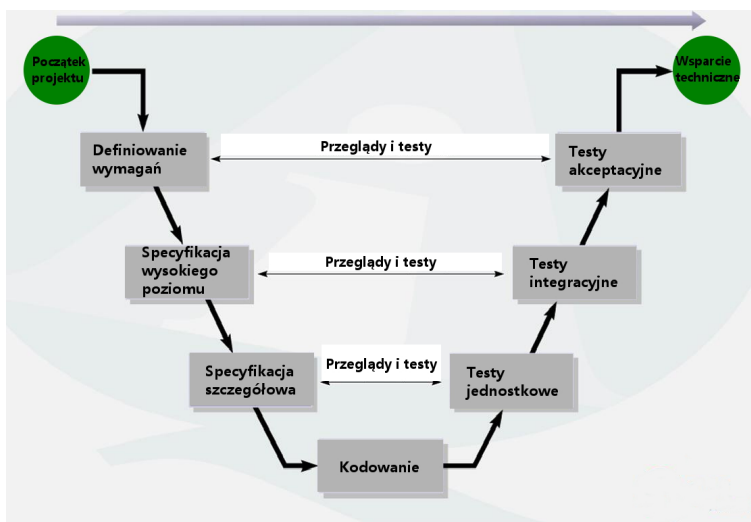 Początek
projektu
Wsparcie
techniczne
Definiowanie
wymagań
Przeglądy i testy
Testy
akceptacyjne
Specyfikacja
wysokiego
poziomu
Przeglądy i testy
Testy
integracyjne
Specyfikacja
szczegółowa
Przeglądy i testy
Testy
jednostkowe
Kodowanie